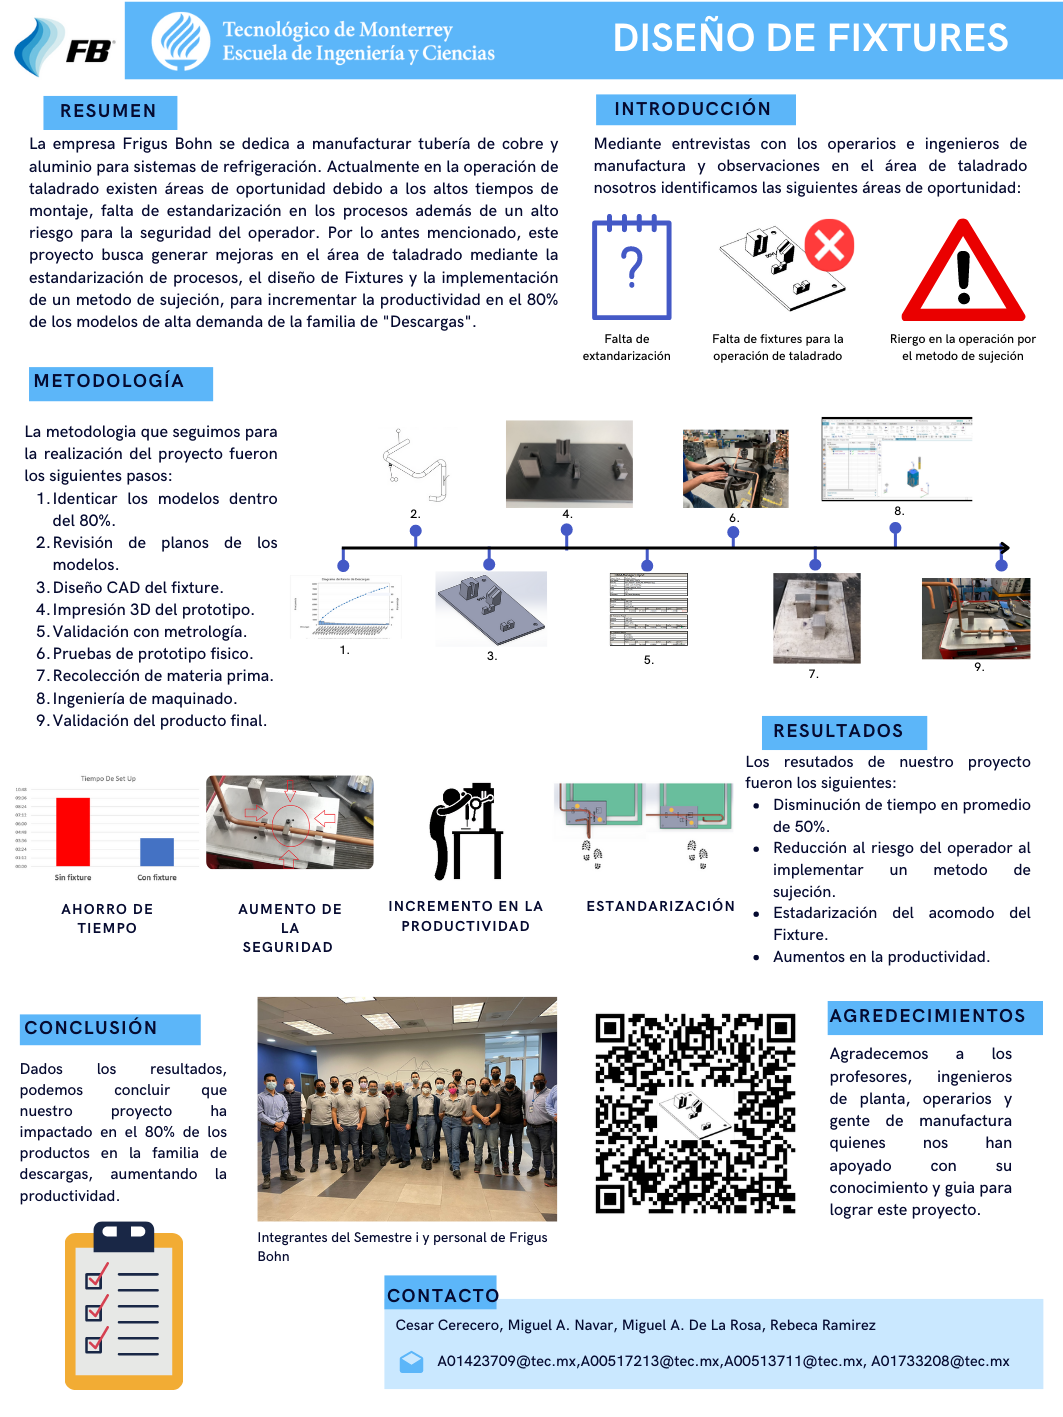 FB
Tecnológico de Monterrey
Escuela de Ingeniería y Ciencias
DISEÑO DE FIXTURES
RESUMEN
La empresa Frigus Bohn se dedica a manufacturar tubería de cobre y
aluminio para sistemas de refrigeración. Actualmente en la operación de
taladrado existen áreas de oportunidad debido a los altos tiempos de
montaje, falta de estandarización en los procesos además de un alto
riesgo para la seguridad del operador. Por lo antes mencionado, este
proyecto busca generar mejoras en el área de taladrado mediante la
estandarización de procesos, el diseño de Fixtures y la implementación
de un metodo de sujeción, para incrementar la productividad en el 80%
de los modelos de alta demanda de la familia de "Descargas".
INTRODUCCIÓN
Mediante entrevistas con los operarios e ingenieros de
manufactura y observaciones en el área de taladrado
nosotros identificamos las siguientes áreas de oportunidad:
?
Falta de
extandarización
Falta de fixtures para la
operación de taladrado
Riergo en la operación por
el metodo de sujeción
METODOLOGÍA
La metodologia que seguimos para
la realización del proyecto fueron
los siguientes pasos:
1. Identicar los modelos dentro
del 80%.
2. Revisión de planos de los
modelos.
3. Diseño CAD del fixture.
4. Impresión 3D del prototipo.
5. Validación con metrología.
6. Pruebas de prototipo fisico.
7. Recolección de materia prima.
8. Ingeniería de maquinado.
9. Validación del producto final.
2.
4.
6.
8.
1.
3.
5.
7.
9.
RESULTADOS
Los resutados de nuestro proyecto
fueron los siguientes:
• Disminución de tiempo en promedio
de 50%.
• Reducción al riesgo del operador al
implementar un metodo de
sujeción.
• Estadarización del acomodo del
Fixture.
• Aumentos en la productividad.
Tiempo De Set Up
Sin fixture
Con fixture
AHORRO DE
TIEMPO
AUMENTO DE
LA
SEGURIDAD
INCREMENTO EN LA
PRODUCTIVIDAD
ESTANDARIZACIÓN
CONCLUSIÓN
Dados los resultados,
podemos concluir que
nuestro proyecto ha
impactado en el 80% de los
productos en la familia de
descargas, aumentando la
productividad.
Integrantes del Semestre i y personal de Frigus
Bohn
AGREDECIMIENTOS
Agradecemos a los
profesores, ingenieros
de planta, operarios y
gente de manufactura
quienes nos han
apoyado con su
conocimiento y guia para
lograr este proyecto.
CONTACTO
Cesar Cerecero, Miguel A. Navar, Miguel A. De La Rosa, Rebeca Ramirez
A01423709@tec.mx,A00517213@tec.mx,A00513711@tec.mx, A01733208@tec.mx